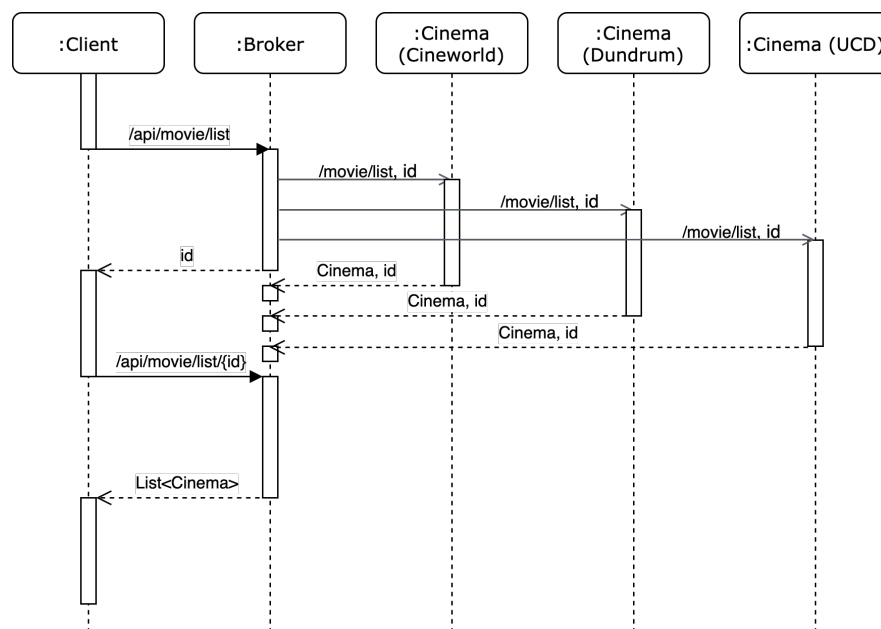 :Client
:Broker
:Cinema
(Cineworld)
:Cinema
(Dundrum)
:Cinema (UCD)
/api/movie/list
/movie/list, id
/movie/list, id
/movie/list, id
id
Cinema, id
Cinema, id
Cinema, id
/api/movie/list/{id}
List<Cinema>